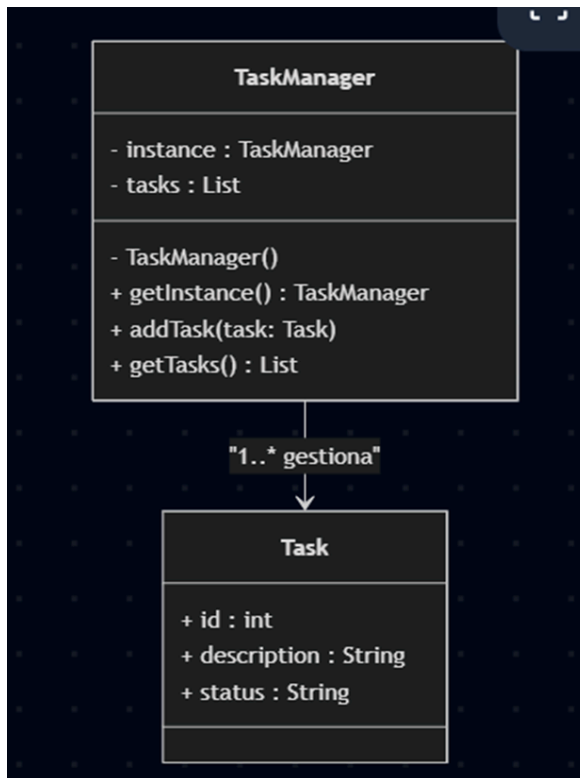 TaskManager
- instance : TaskManager
- tasks : List
- TaskManager()
+ getInstance() : TaskManager
+ addTask(task: Task)
+ getTasks() : List
"1..* gestiona"
Task
+ id : int
+ description : String
+ status : String